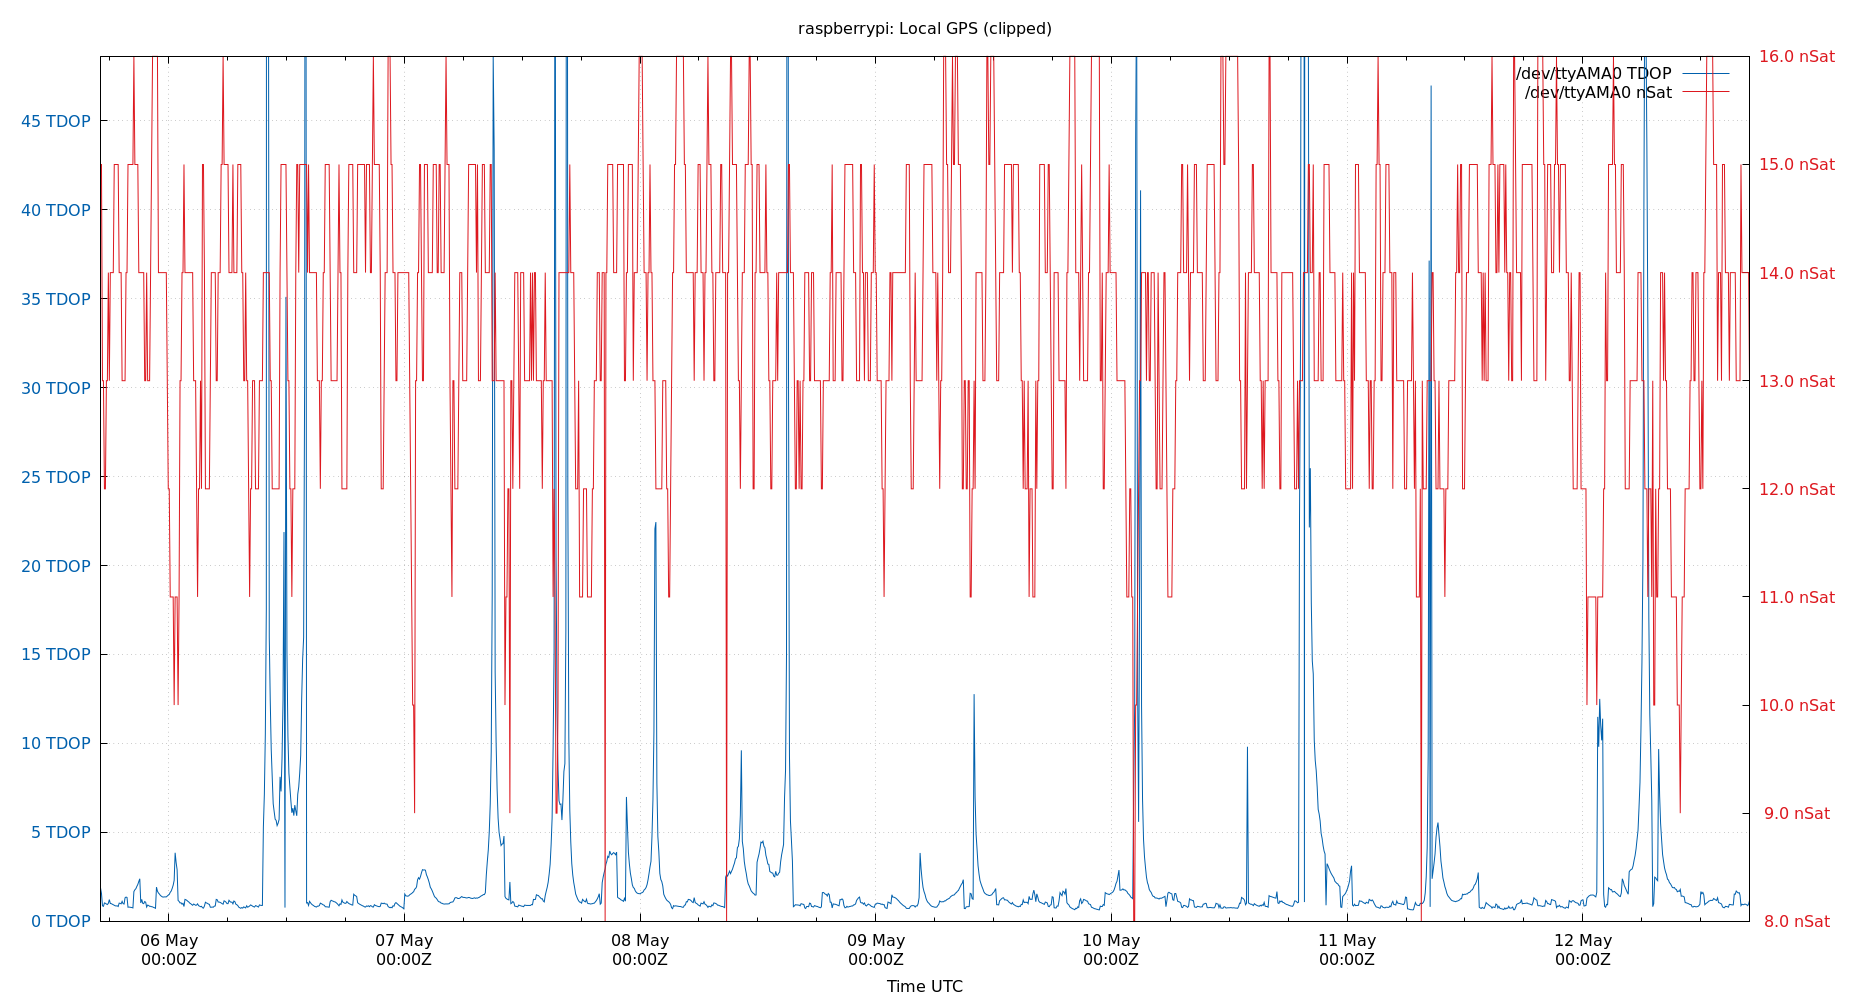 raspberrypi: Local GPS (clipped)
/dev/ttyAMA0 TDOP
/dev/ttyAMA0 nSat
45 TDOP
40 TDOP
35 TDOP
30 TDOP
25 TDOP
20 TDOP
15 TDOP
10 TDOP
5 TDOP
0 TDOP
16.0 nSat
15.0 nSat
14.0 nSat
13.0 nSat
12.0 nSat
11.0 nSat
10.0 nSat
9.0 nSat
8.0 nSat
06 May 07 May 08 May 09 May 10 May 11 May 12 May
00:00Z 00:00Z 00:00Z 00:00Z 00:00Z 00:00Z 00:00Z
Time UTC